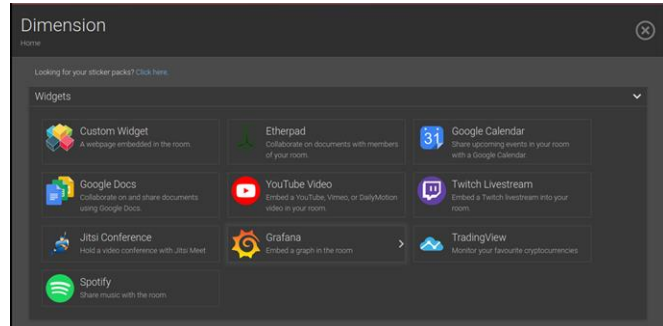 Dimension
Home
Looking for your sticker packs? Click here.
Widgets
Custom Widget
A webpage embedded in the room.
Etherpad
Collaborate on documents with members
of your room.
31
Google Calendar
Share upcoming events in your room
with a Google Calendar.
Google Docs
Collaborate on and share documents
using Google Docs.
YouTube Video
Embed a YouTube, Vimeo, or DailyMotion
video in your room.
Twitch Livestream
Embed a Twitch livestream into your
room.
Jitsi Conference
Hold a video conference with Jitsi Meet
Grafana
Embed a graph in the room
TradingView
Monitor your favourite cryptocurrencies
Spotify
Share music with the room